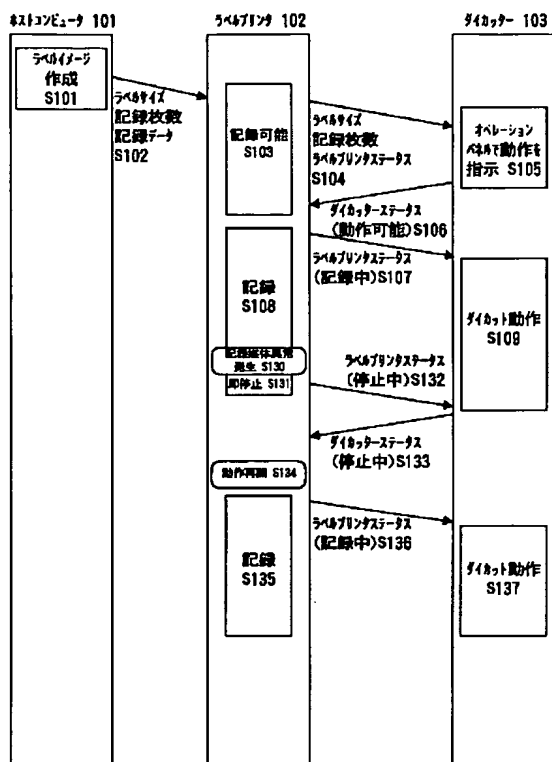 ﾎｽﾄｺﾝﾋﾟｭｰﾀ 101
ﾗﾍﾞﾙﾌﾟﾘﾝﾀ 102
ﾀﾞｲｶｯﾀｰ 103
ﾗﾍﾞﾙｲﾒｰｼﾞ
作成
S101
ﾗﾍﾞﾙｻｲｽﾞ
記録枚数
記録ﾃﾞｰﾀ
S102
記録可能
S103
ﾗﾍﾞﾙｻｲｽﾞ
記録枚数
ﾗﾍﾞﾙﾌﾟﾘﾝﾀｽﾃｰﾀｽ
S104
ｵﾍﾟﾚｰｼｮﾝ
ﾊﾟﾈﾙで動作を
指示 S105
ﾀﾞｲｶｯﾀｰｽﾃｰﾀｽ
(動作可能)S106
ﾗﾍﾞﾙﾌﾟﾘﾝﾀｽﾃｰﾀｽ
(記録中)S107
記録
S108
ﾀﾞｲｶｯﾄ動作
S109
記録媒体異常
発生 S130
即停止 S131
ﾗﾍﾞﾙﾌﾟﾘﾝﾀｽﾃｰﾀｽ
(停止中)S132
ﾀﾞｲｶｯﾀｰｽﾃｰﾀｽ
(停止中)S133
動作再開 S134
ﾗﾍﾞﾙﾌﾟﾘﾝﾀｽﾃｰﾀｽ
(記録中)S136
記録
S135
ﾀﾞｲｶｯﾄ動作
S137